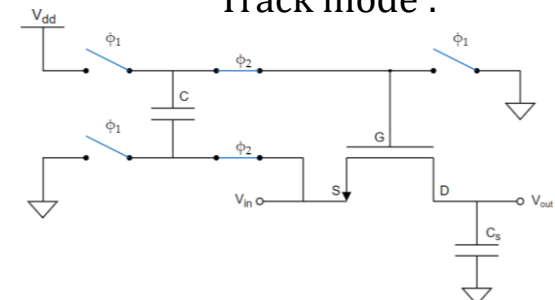 Track mode :
Vdd
ϕ1
ϕ2
ϕ1
C
ϕ1
ϕ2
G
Vin
S
D
Vout
Cs